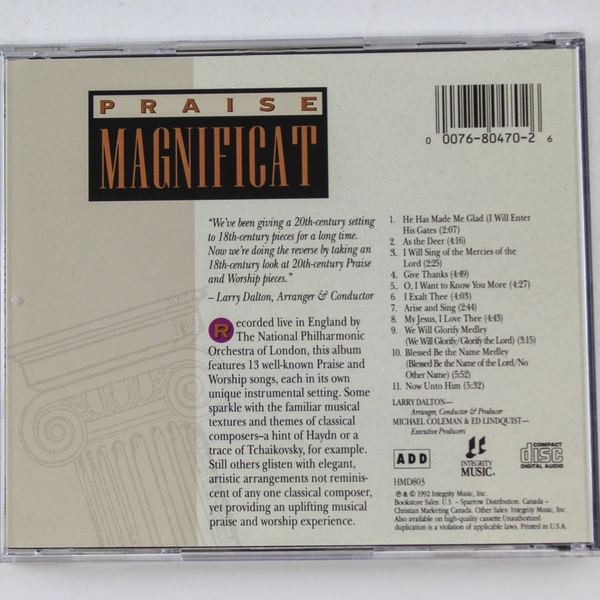 PRAISE
MAGNIFICAT
0 0076-80470-2 6
"We've been giving a 20th-century setting
to 18th-century pieces for a long time.
Now we're doing the reverse by taking an
18th-century look at 20th-century Praise
and Worship pieces."
– Larry Dalton, Arranger & Conductor
Recorded live in England by
The National Philharmonic
Orchestra of London, this album
features 13 well-known Praise and
Worship songs, each in its own
unique instrumental setting. Some
sparkle with the familiar musical
textures and themes of classical
composers–a hint of Haydn or a
trace of Tchaikovsky, for example.
Still others glisten with elegant,
artistic arrangements not reminis-
cent of any one classical composer,
yet providing an uplifting musical
praise and worship experience.
1. He Has Made Me Glad (I Will Enter
His Gates) (2:07)
2. As the Deer (4:16)
3. I Will Sing of the Mercies of the
Lord (2:25)
4. Give Thanks (4:49)
5. O, I Want to Know You More (4:27)
6 I Exalt Thee (4:03)
7. Arise and Sing (2:44)
8. My Jesus, I Love Thee (4:43)
9. We Will Glorify Medley
(We Will Glorify/Glorify the Lord) (3:15)
10. Blessed Be the Name Medley
(Blessed Be the Name of the Lord/No
Other Name) (5:52)
11. Now Unto Him (5:32)
LARRY DALTON—
Arranger, Conductor & Producer
MICHAEL COLEMAN & ED LINDQUIST—
Executive Producers
ADD
INTEGRITY
MUSIC.
COMPACT
disc
DIGITAL AUDIO
HMD803
℗ & © 1992 Integrity Music, Inc.
Bookstore Sales: U.S. – Sparrow Distribution, Canada –
Christian Marketing Canada. Other Sales: Integrity Music, Inc.
Also available on high-quality cassette.Unauthorized
duplication is a violation of applicable laws. Printed in U.S.A.